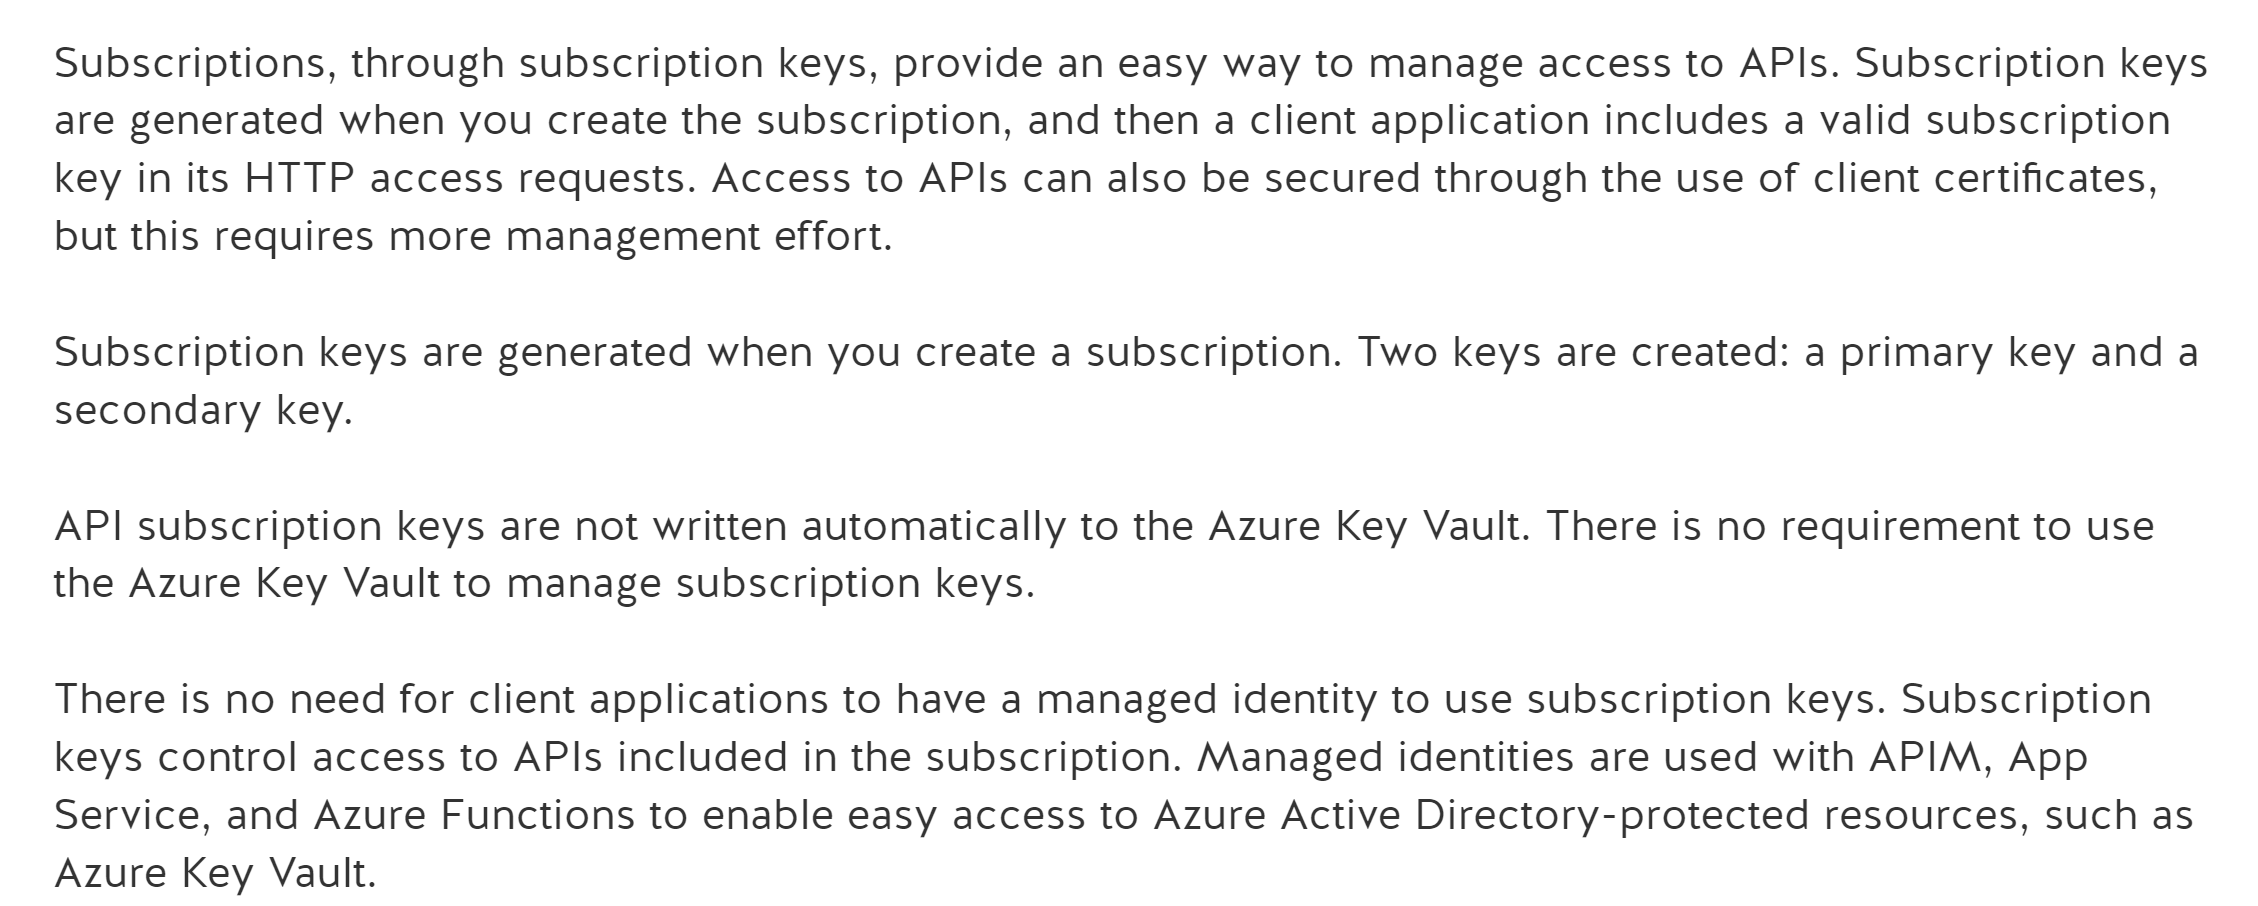 Subscriptions, through subscription keys, provide an easy way to manage access to APIs. Subscription keys
are generated when you create the subscription, and then a client application includes a valid subscription
key in its HTTP access requests. Access to APIs can also be secured through the use of client certificates,
but this requires more management effort.
Subscription keys are generated when you create a subscription. Two keys are created: a primary key and a
secondary key.
API subscription keys are not written automatically to the Azure Key Vault. There is no requirement to use
the Azure Key Vault to manage subscription keys.
There is no need for client applications to have a managed identity to use subscription keys. Subscription
keys control access to APIs included in the subscription. Managed identities are used with APIM, App
Service, and Azure Functions to enable easy access to Azure Active Directory-protected resources, such as
Azure Key Vault.